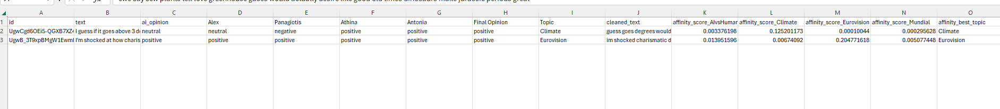 ewe say sew plants tell love greenhouse gases would actually desire like good old times dinosaurs make jurassic periods great
A B C D E F G H I J K L M N O
1 id text ai_opinion Alex Panagiotis Athina Antonia Final Opinion Topic cleaned_text affinity_score_AIvsHuman affinity_score_Climate affinity_score_Eurovision affinity_score_Mundial affinity_best_topic
2 UgwCgd6OEi5-QGXB7XZ4 I guess if it goes above 3 de neutral neutral negative positive positive positive Climate guess goes degrees would 0.003376198 0.125201173 0.00010044 0.000295628 Climate
3 UgwB_3T9xpBMgW1Ewml I'm shocked at how charis positive positive positive positive positive positive Eurovision im shocked charismatic d 0.013951596 0.00674092 0.204771618 0.005077448 Eurovision